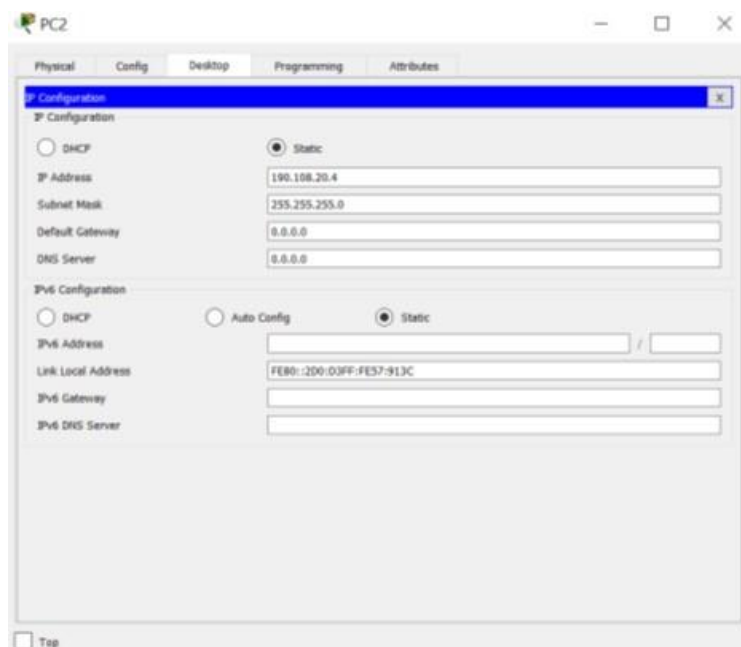 PC2
Physical Config Desktop Programming Attributes
IP Configuration X
IP Configuration
DHCP Static
IP Address 190.108.20.4
Subnet Mask 255.255.255.0
Default Gateway 0.0.0.0
DNS Server 0.0.0.0
IPv6 Configuration
DHCP Auto Config Static
IPv6 Address /
Link Local Address FE80::2D0:D3FF:FE57:913C
IPv6 Gateway
IPv6 DNS Server
Top